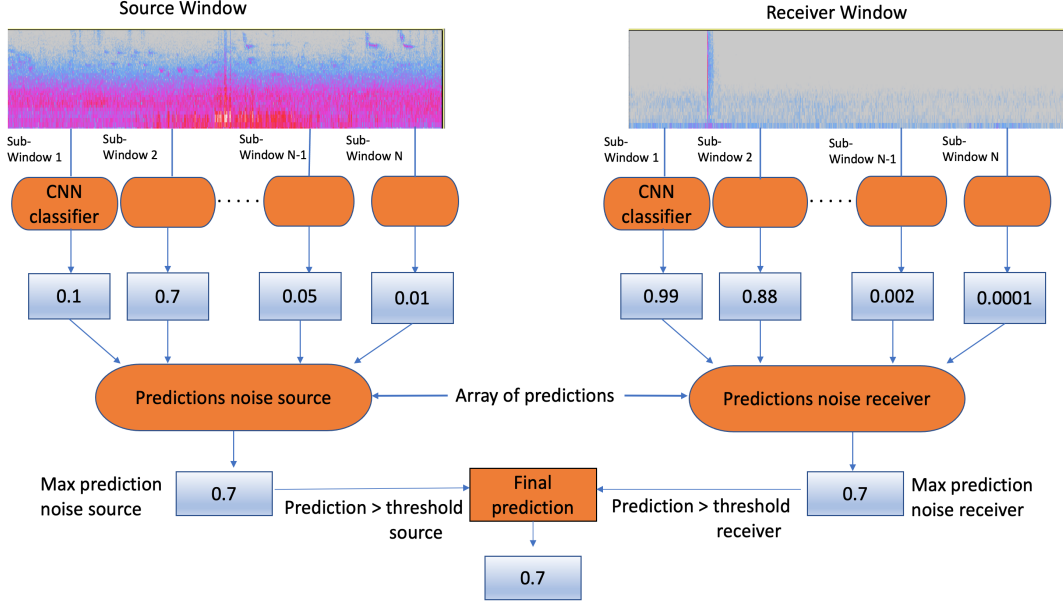 Source Window
Receiver Window
Sub-
Window 1
Sub-
Window 2
Sub-
Window N-1
Sub-
Window N
Sub-
Window 1
Sub-
Window 2
Sub-
Window N-1
Sub-
Window N
CNN
classifier
.....
CNN
classifier
.....
0.1
0.7
0.05
0.01
0.99
0.88
0.002
0.0001
Predictions noise source
Array of predictions
Predictions noise receiver
Max prediction
noise source
0.7
Prediction > threshold
source
Final
prediction
Prediction > threshold
receiver
0.7
Max prediction
noise receiver
0.7